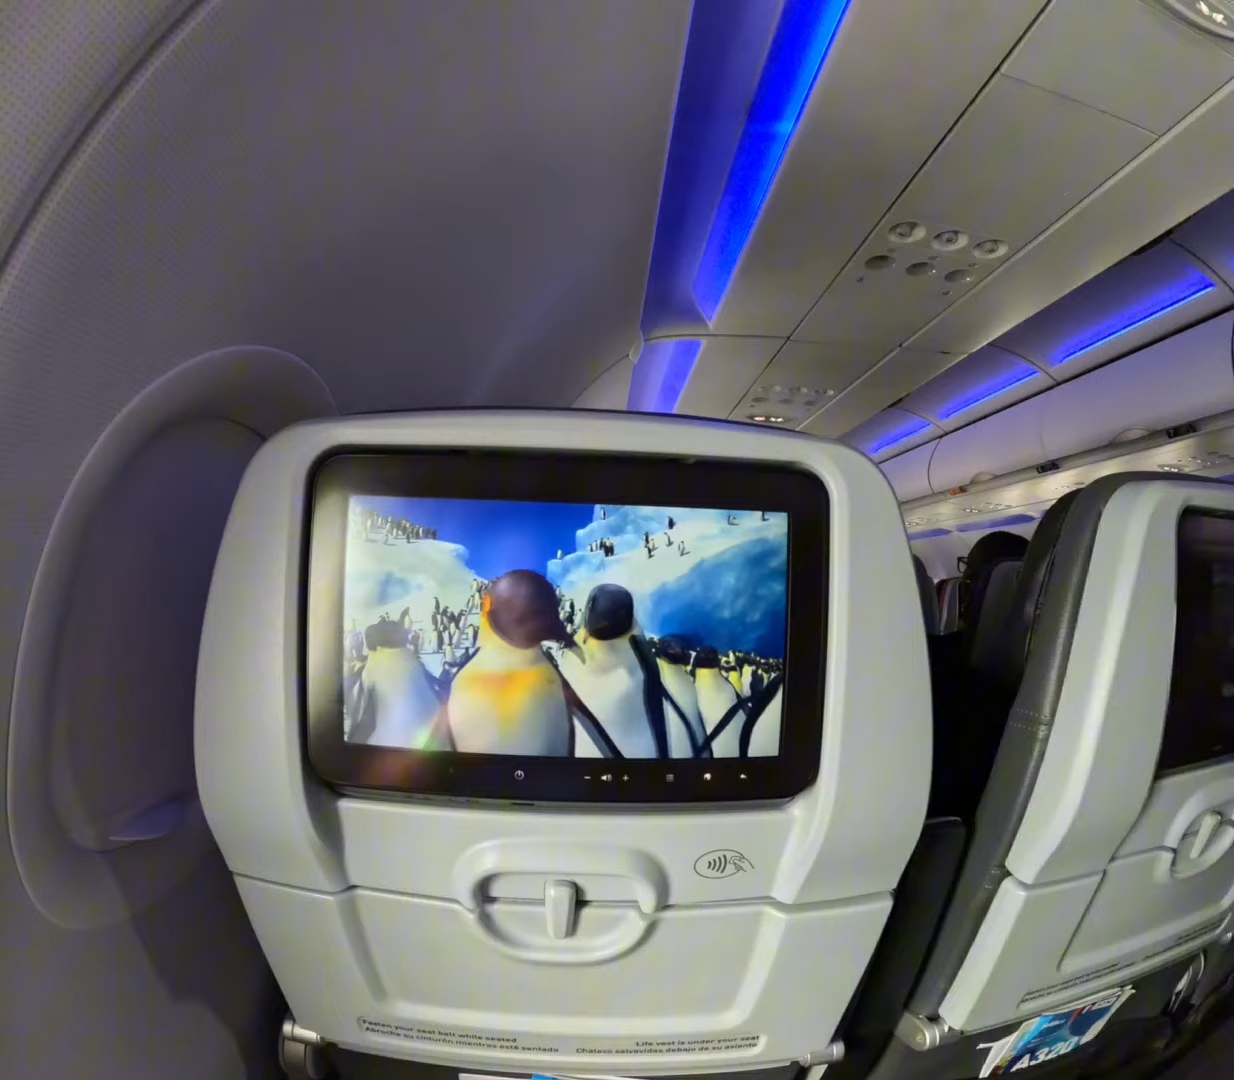 Fasten your seat belt while seated
Abroche su cinturón mientras está sentado
Life vest is under your seat
Chaleco salvavidas debajo de su asiento
A320